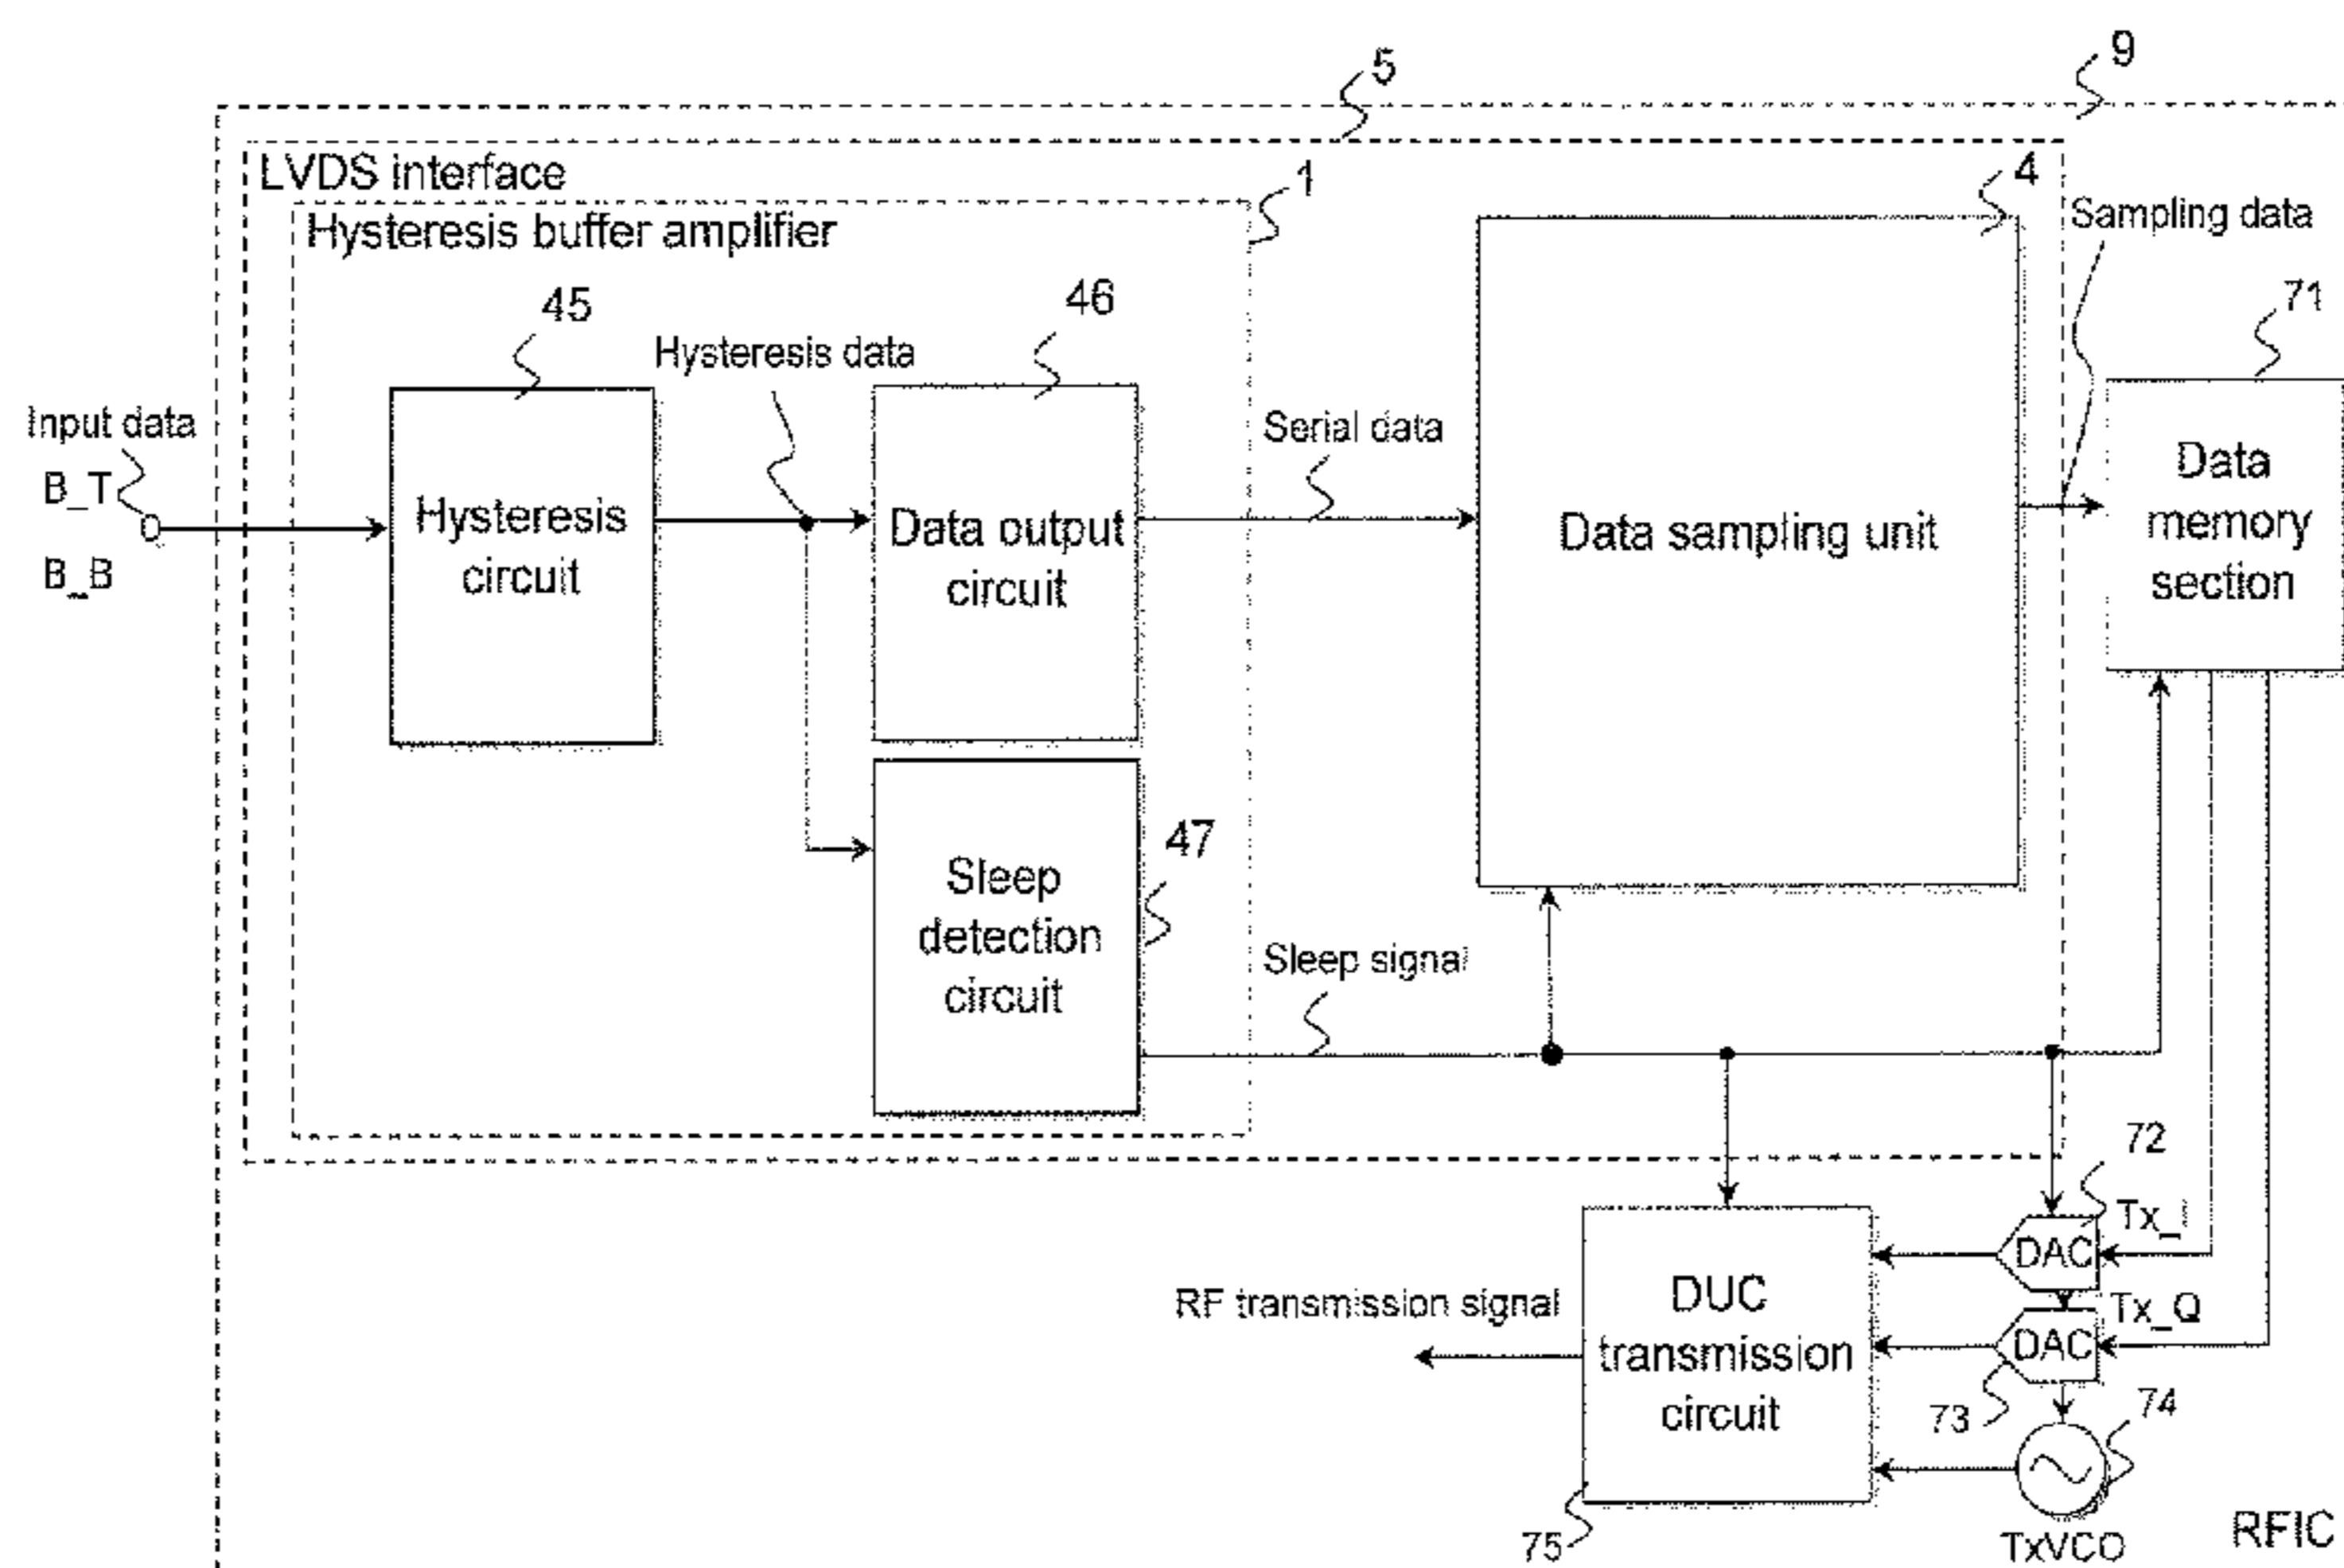 5
9
LVDS interface
1
4
Hysteresis buffer amplifier
Sampling data
45
46
71
Hysteresis data
Input data
Serial data
B_T
B_B
Hysteresis
circuit
Data output
circuit
Data sampling unit
Data
memory
section
47
Sleep
detection
circuit
Sleep signal
72
Tx_I
DAC
RF transmission signal
DUC
transmission
circuit
Tx_Q
DAC
73
74
75
TxVCO
RFIC